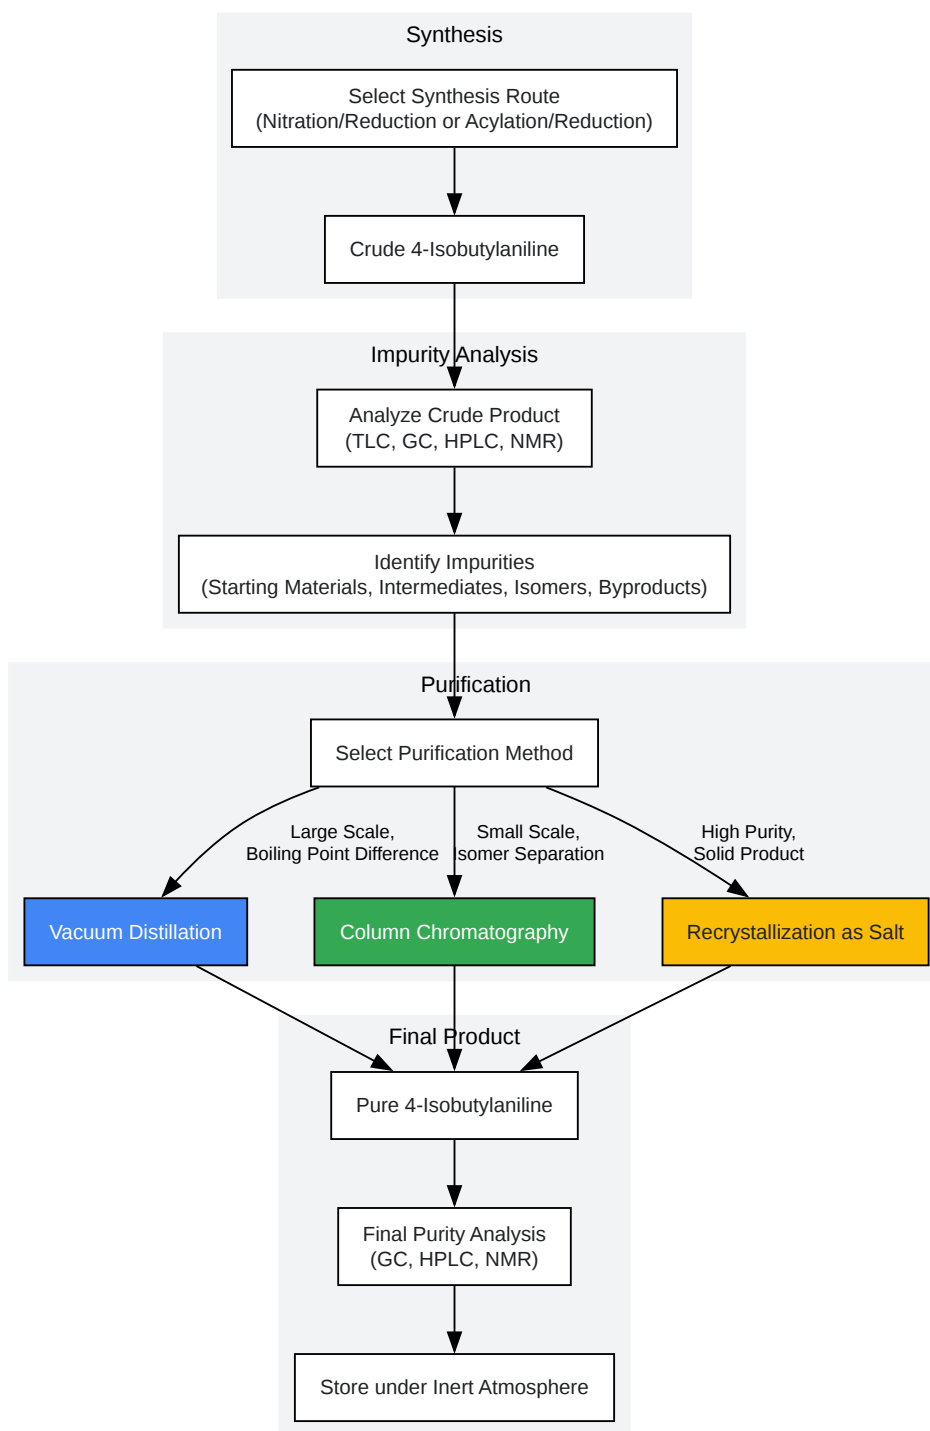 Synthesis
Select Synthesis Route
(Nitration/Reduction or Acylation/Reduction)
Crude 4-Isobutylaniline
Impurity Analysis
Analyze Crude Product
(TLC, GC, HPLC, NMR)
Identify Impurities
(Starting Materials, Intermediates, Isomers, Byproducts)
Purification
Select Purification Method
Large Scale,
Boiling Point Difference
Small Scale,
Isomer Separation
High Purity,
Solid Product
Vacuum Distillation
Column Chromatography
Recrystallization as Salt
Final Product
Pure 4-Isobutylaniline
Final Purity Analysis
(GC, HPLC, NMR)
Store under Inert Atmosphere